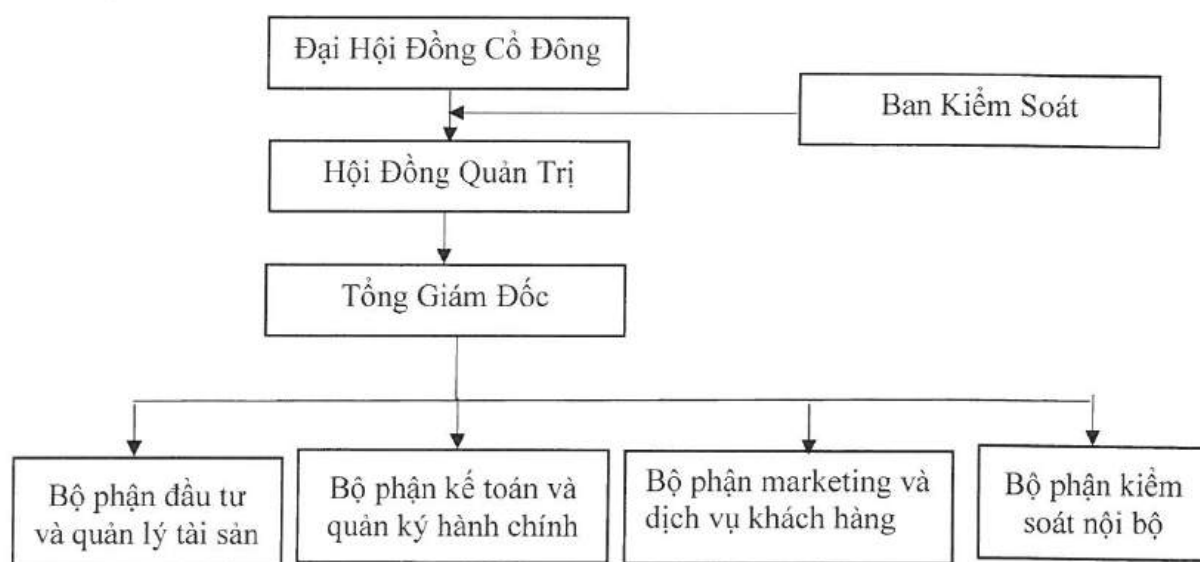 Đại Hội Đồng Cổ Đông
Ban Kiểm Soát
Hội Đồng Quản Trị
Tổng Giám Đốc
Bộ phận đầu tư
và quản lý tài sản
Bộ phận kế toán và
quản ký hành chính
Bộ phận marketing và
dịch vụ khách hàng
Bộ phận kiểm
soát nội bộ